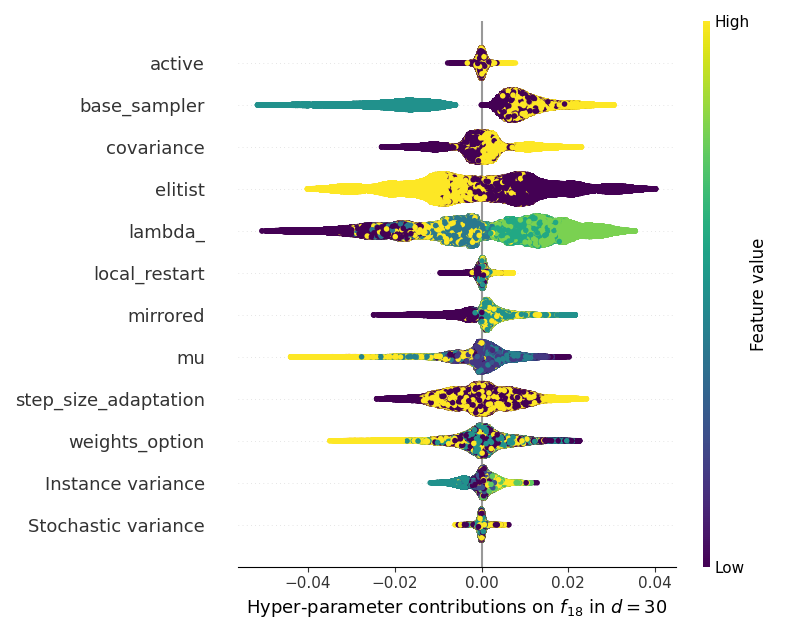 High
active
base_sampler
covariance
elitist
lambda_
local_restart
mirrored
mu
step_size_adaptation
weights_option
Instance variance
Stochastic variance
Feature value
Low
−0.04 −0.02 0.00 0.02 0.04
Hyper-parameter contributions on f18 in d = 30